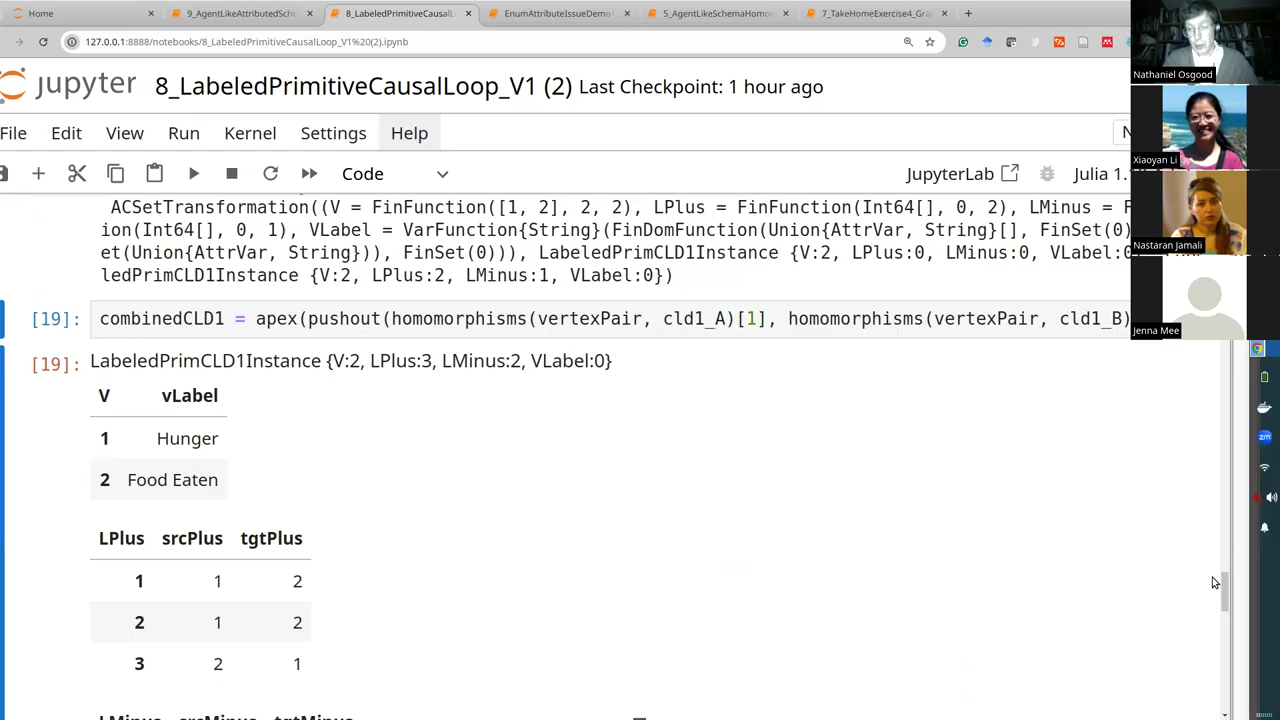 Home
9_AgentLikeAttributedSch
8_LabeledPrimitiveCausalL
EnumAttributeIssueDemo
5_AgentLikeSchemaHomor
7_TakeHomeExercise4_Gra
127.0.0.1:8888/notebooks/8_LabeledPrimitiveCausalLoop_V1%20(2).ipynb
jupyter 8_LabeledPrimitiveCausalLoop_V1 (2) Last Checkpoint: 1 hour ago
File Edit View Run Kernel Settings Help
Code JupyterLab Julia 1.
ACSetTransformation((V = FinFunction([1, 2], 2, 2), LPlus = FinFunction(Int64[], 0, 2), LMinus = F
ion(Int64[], 0, 1), VLabel = VarFunction{String}(FinDomFunction(Union{AttrVar, String}[], FinSet(0)
et(Union{AttrVar, String})), FinSet(0))), LabeledPrimCLD1Instance {V:2, LPlus:0, LMinus:0, VLabel:0
ledPrimCLD1Instance {V:2, LPlus:2, LMinus:1, VLabel:0})
[19]: combinedCLD1 = apex(pushout(homomorphisms(vertexPair, cld1_A)[1], homomorphisms(vertexPair, cld1_B)
[19]: LabeledPrimCLD1Instance {V:2, LPlus:3, LMinus:2, VLabel:0}
V vLabel
1 Hunger
2 Food Eaten
LPlus srcPlus tgtPlus
1 1 2
2 1 2
3 2 1
LMinus srcMinus tgtMinus
Nathaniel Osgood
Xiaoyan Li
Nastaran Jamali
Jenna Mee
zm